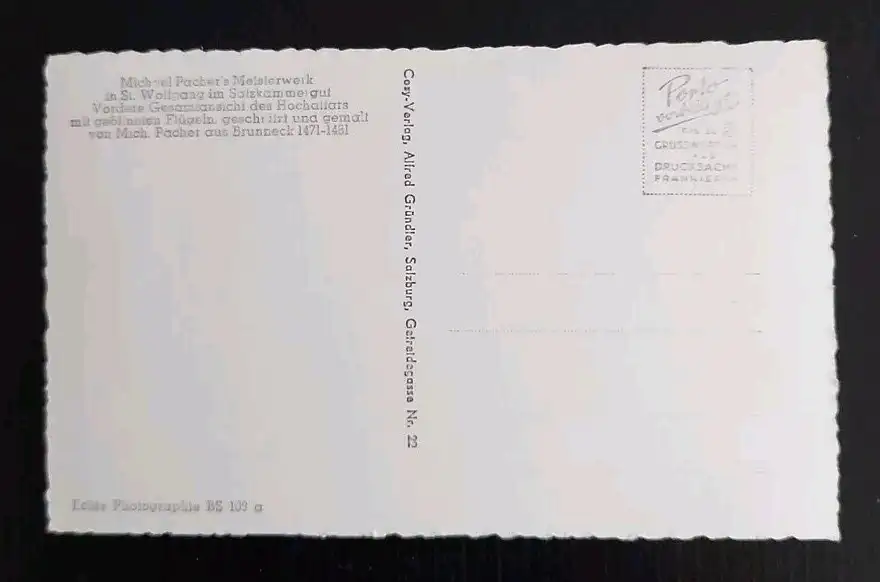 Michael Pacher's Meisterwerk
in St. Wolfgang im Salzkammergut
Vordere Gesamtansicht des Hochaltars
mit geöffneten Flügeln, geschnitzt und gemalt
von Mich. Pacher aus Brunneck 1471-1481
Cosy-Verlag, Alfred Gründler, Salzburg, Getreidegasse Nr. 22
Porto
DRUCKSACHE
Echte Photographie BS 109 a